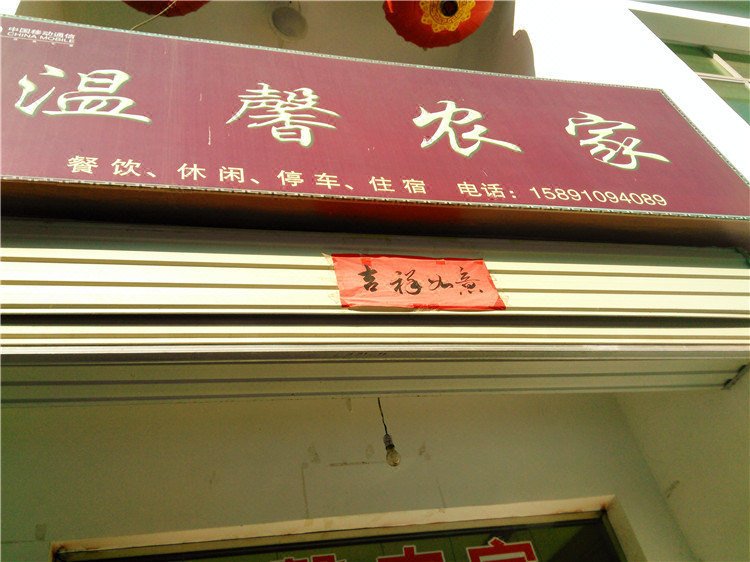 中国移动通信
CHINA MOBILE
温馨农家
餐饮、休闲、停车、住宿 电话：15891094089
吉祥如意